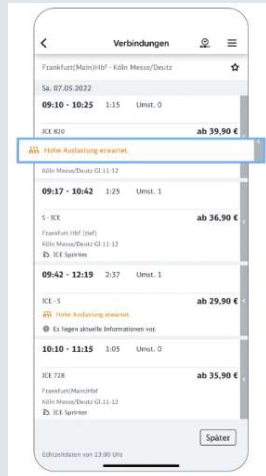 Verbindungen
Frankfurt(Main)Hbf - Köln Messe/Deutz
Sa. 07.05.2022
09:10 - 10:25 1:15 Umst. 0
ICE 820 ab 39,90 €
Hohe Auslastung erwartet.
Köln Messe/Deutz Gl.11-12
09:17 - 10:42 1:25 Umst. 1
S - ICE ab 36,90 €
Frankfurt Hbf (tief)
Köln Messe/Deutz Gl.11-12
ICE Sprinter
09:42 - 12:19 2:37 Umst. 1
ICE - S ab 29,90 €
Hohe Auslastung erwartet.
Es liegen aktuelle Informationen vor.
10:10 - 11:15 1:05 Umst. 0
ICE 728 ab 35,90 €
Frankfurt(Main)Hbf
Köln Messe/Deutz Gl.11-12
ICE Sprinter
Später
Echtzeitdaten von 13:00 Uhr